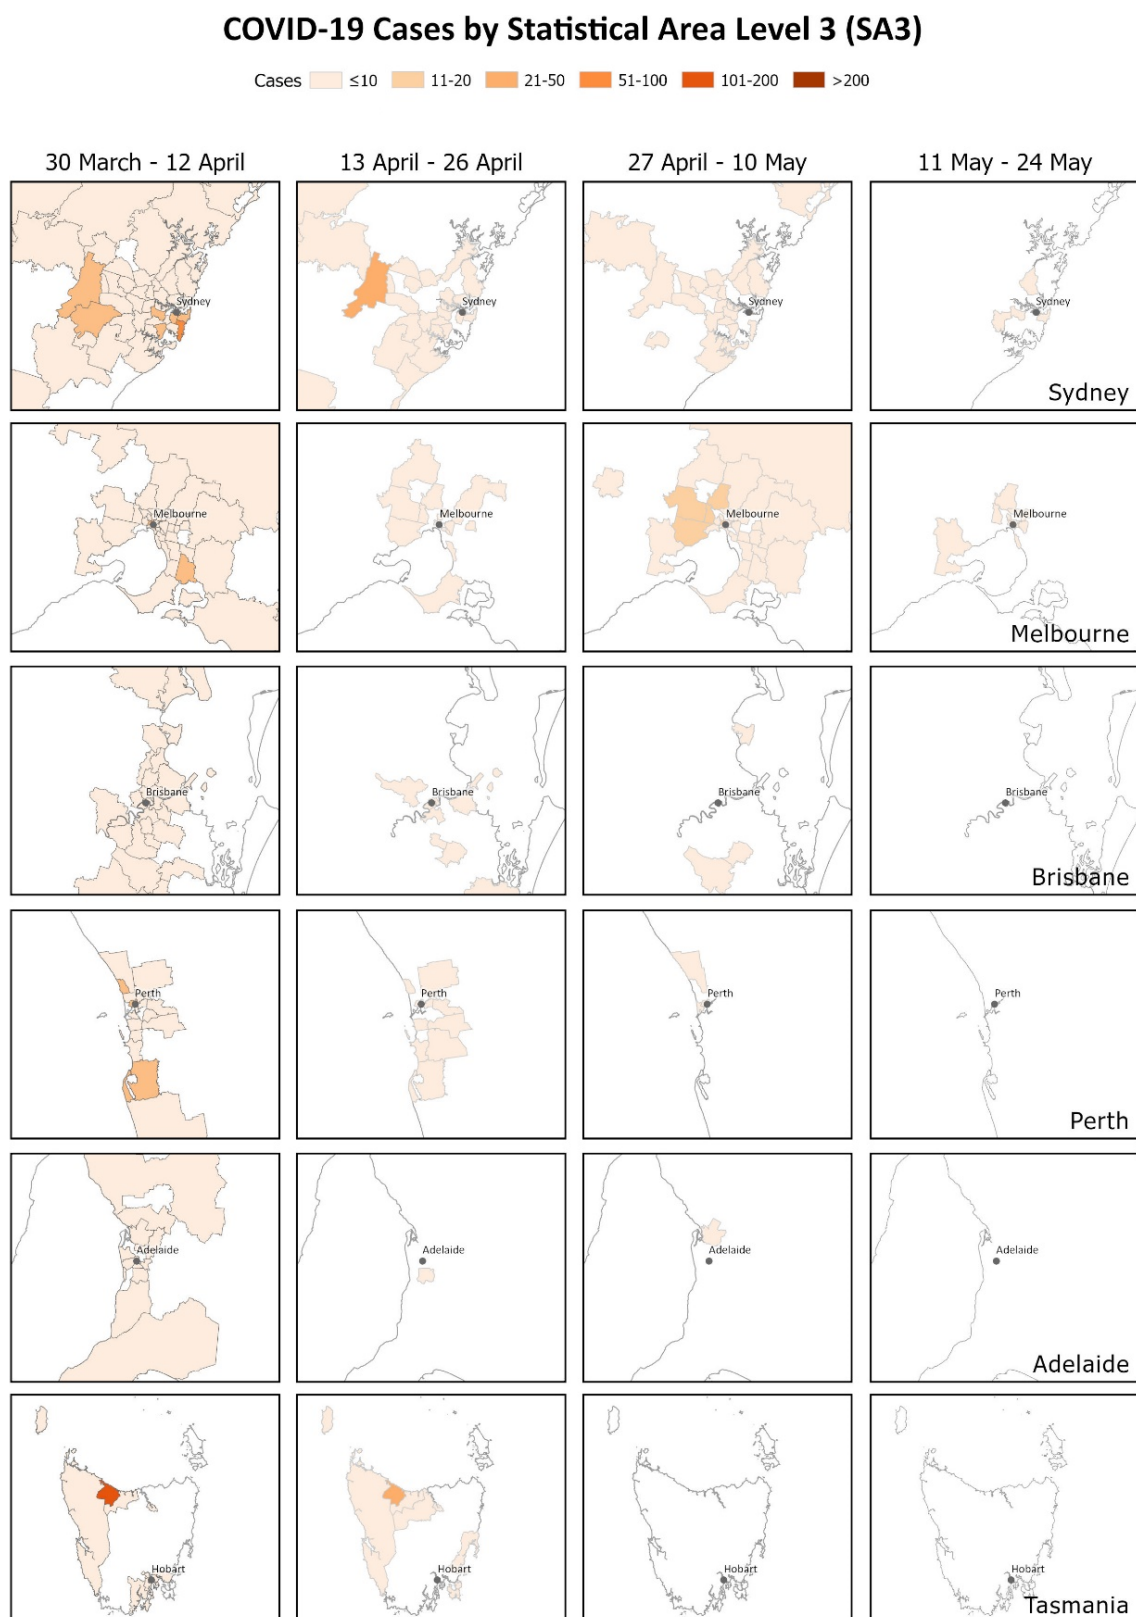 COVID-19 Cases by Statistical Area Level 3 (SA3)
Cases ≤10 11-20 21-50 51-100 101-200 >200
30 March - 12 April 13 April - 26 April 27 April - 10 May 11 May - 24 May
Sydney Sydney Sydney Sydney
Sydney
Melbourne Melbourne Melbourne Melbourne
Melbourne
Brisbane Brisbane Brisbane Brisbane
Brisbane
Perth Perth Perth Perth
Perth
Adelaide Adelaide Adelaide Adelaide
Adelaide
Hobart Hobart Hobart Hobart
Tasmania